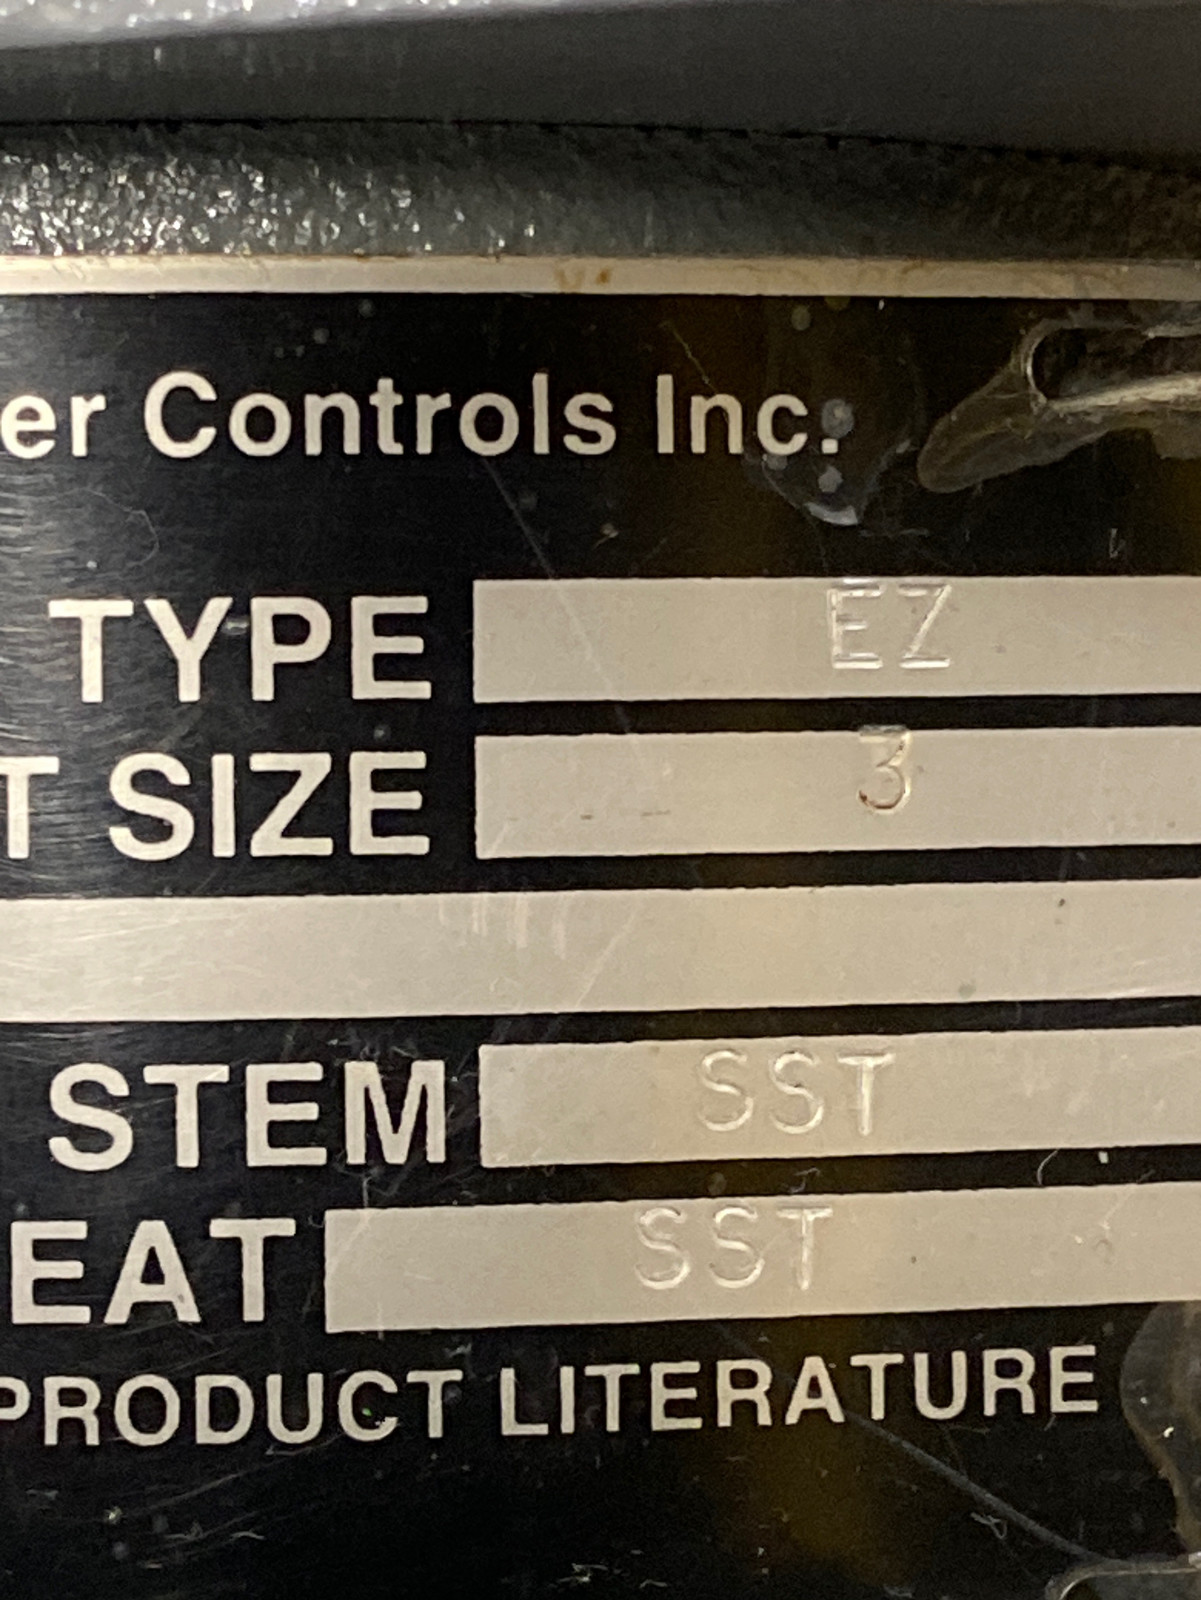 er Controls Inc.
TYPE EZ
T SIZE 3
STEM SST
EAT SST
PRODUCT LITERATURE